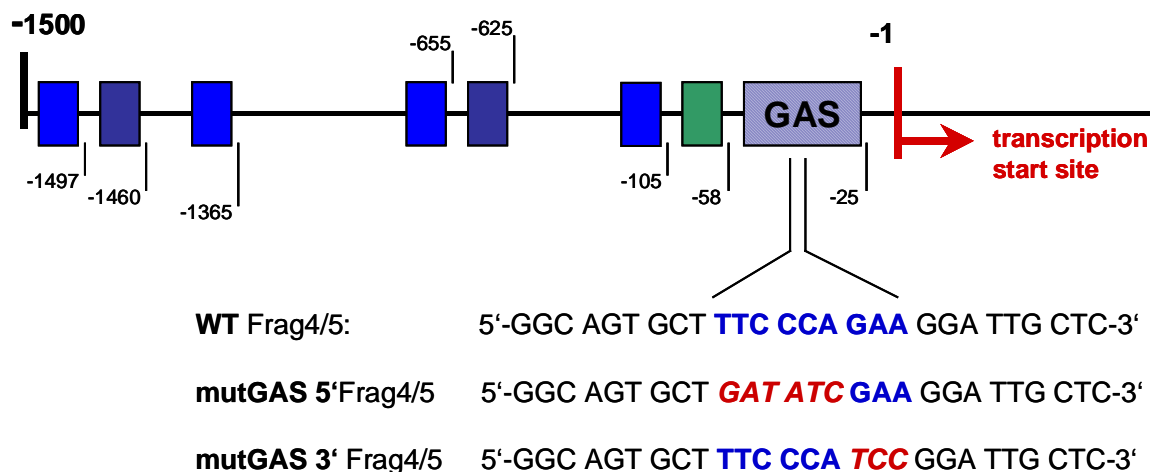 -1500
-655
-625
-1
GAS
transcription
start site
-1497
-1460
-1365
-105
-58
-25
WT Frag4/5: 5‘-GGC AGT GCT TTC CCA GAA GGA TTG CTC-3‘
mutGAS 5‘Frag4/5 5‘-GGC AGT GCT GAT ATC GAA GGA TTG CTC-3‘
mutGAS 3‘ Frag4/5 5‘-GGC AGT GCT TTC CCA TCC GGA TTG CTC-3‘